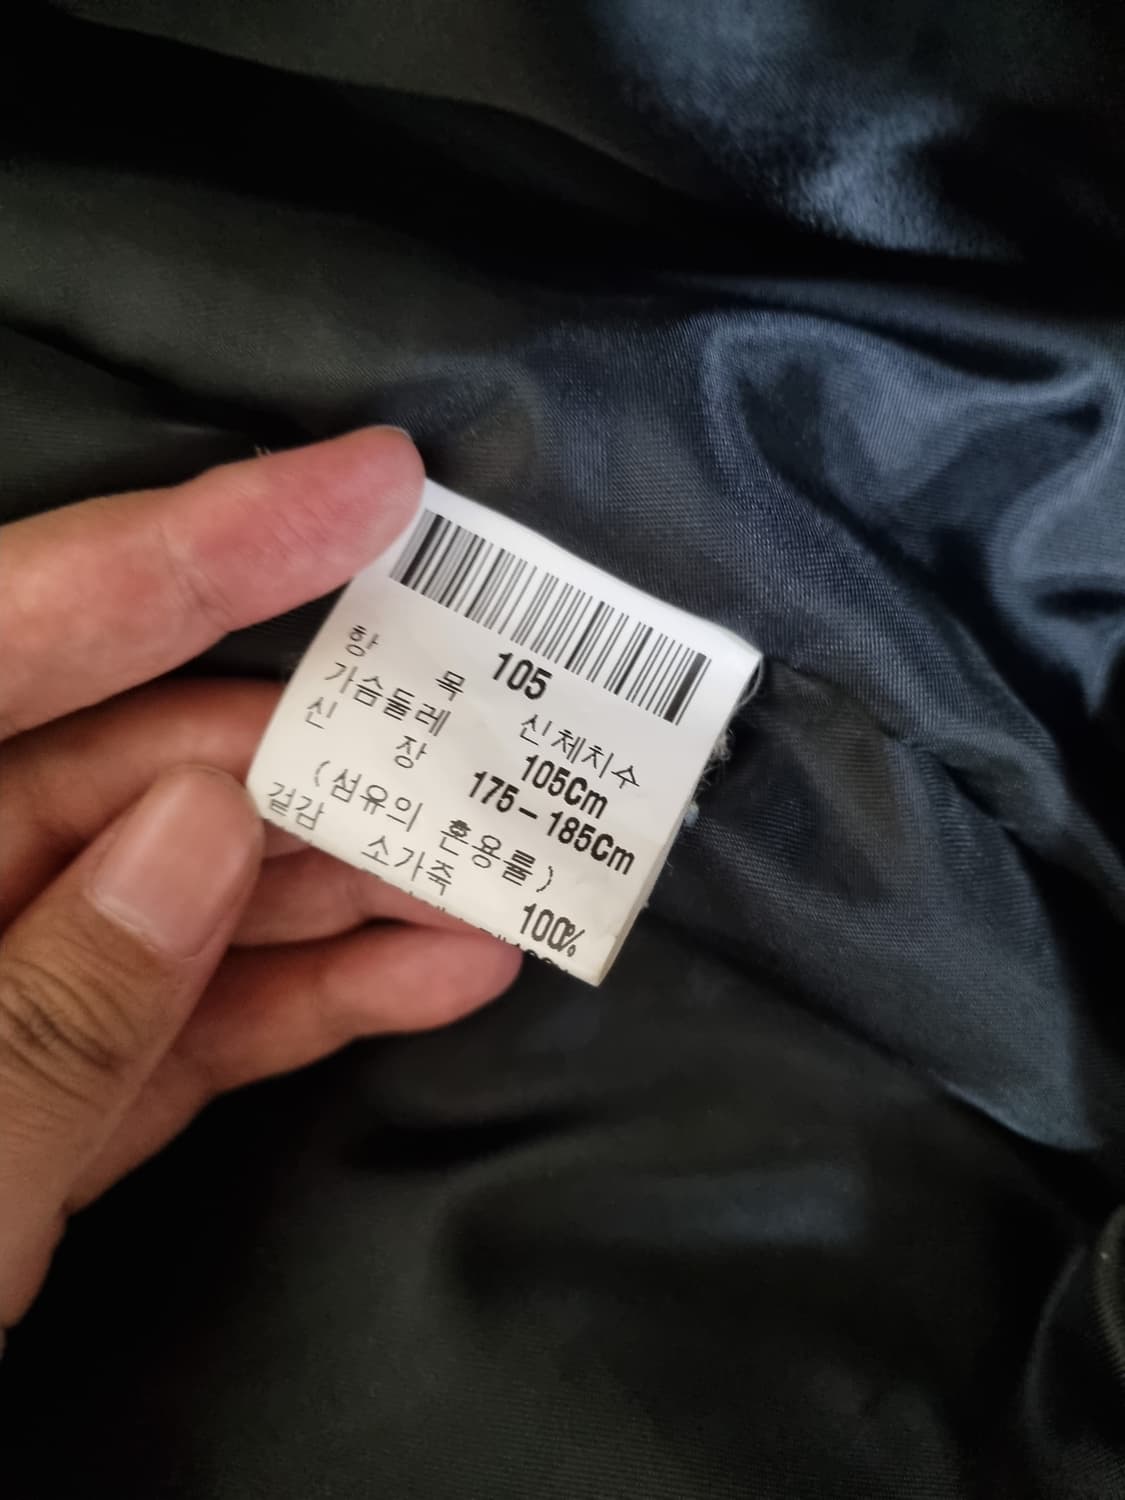 105
항 목 신체치수
가슴둘레 105Cm
신 장 175-185Cm
(섬유의 혼용률)
겉감 소가죽 100%